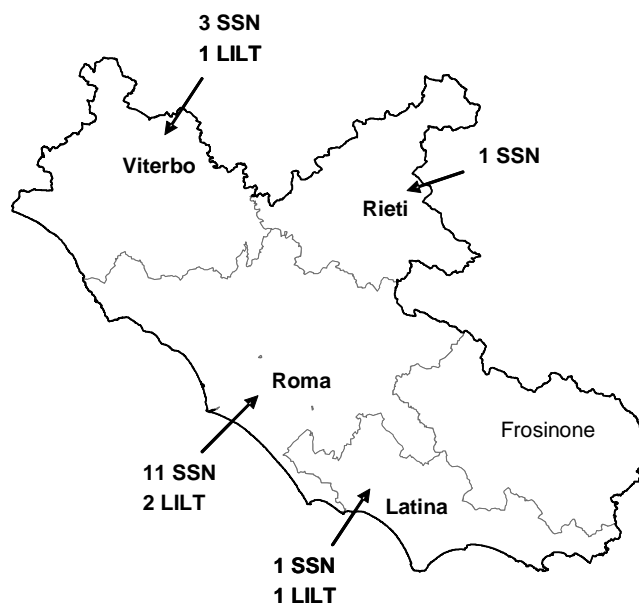 3 SSN
1 LILT
Viterbo
1 SSN
Rieti
Roma
Frosinone
11 SSN
2 LILT
Latina
1 SSN
1 LILT